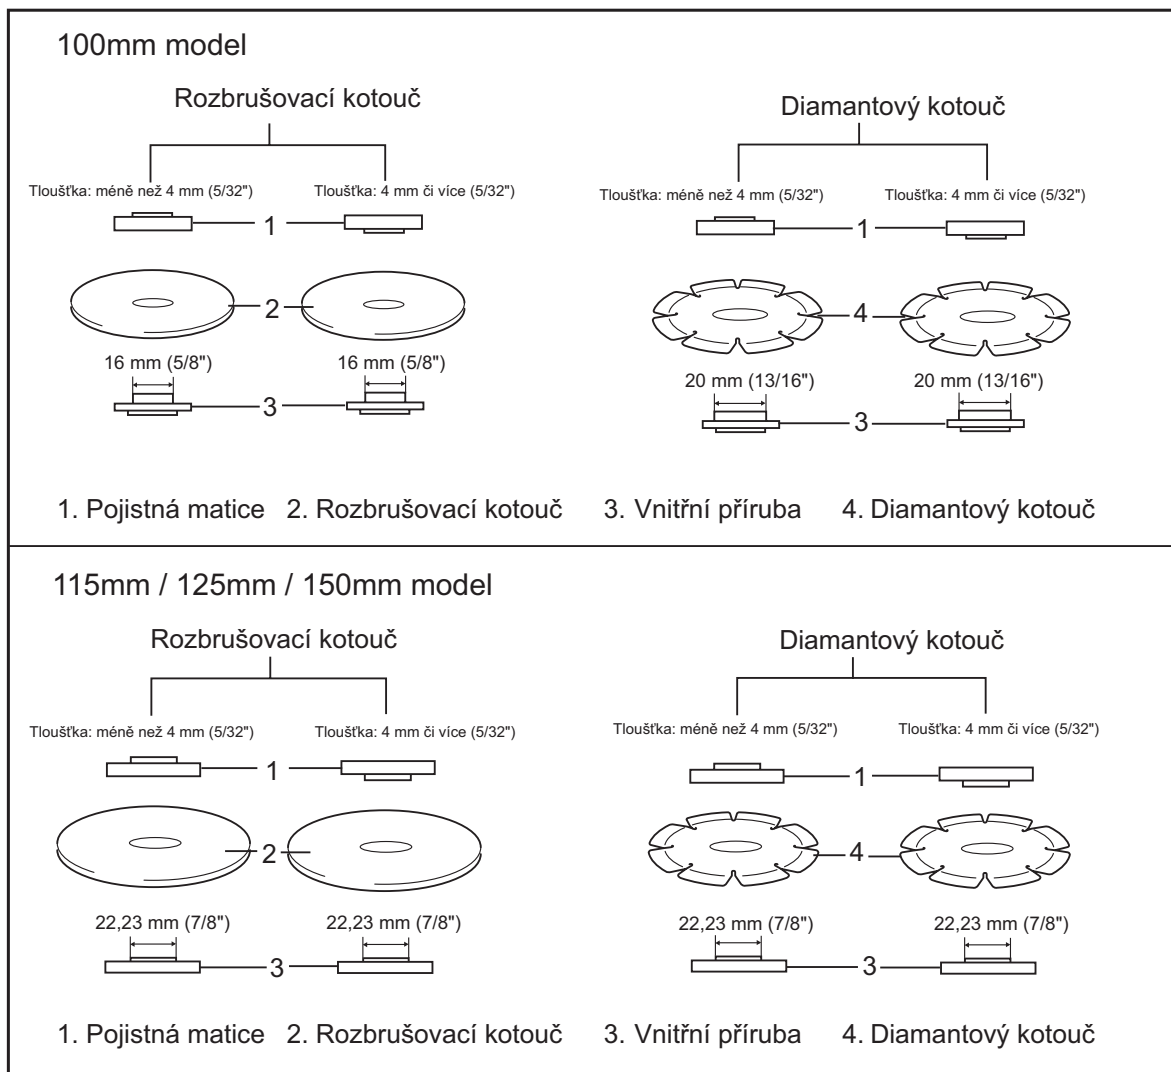 100mm model
Rozbrušovací kotouč
Diamantový kotouč
Tloušťka: méně než 4 mm (5/32") Tloušťka: 4 mm či více (5/32")
Tloušťka: méně než 4 mm (5/32") Tloušťka: 4 mm či více (5/32")
1
1
2
4
16 mm (5/8") 16 mm (5/8")
20 mm (13/16") 20 mm (13/16")
3
3
1. Pojistná matice 2. Rozbrušovací kotouč 3. Vnitřní příruba 4. Diamantový kotouč
115mm / 125mm / 150mm model
Rozbrušovací kotouč
Diamantový kotouč
Tloušťka: méně než 4 mm (5/32") Tloušťka: 4 mm či více (5/32")
Tloušťka: méně než 4 mm (5/32") Tloušťka: 4 mm či více (5/32")
1
1
2
4
22,23 mm (7/8") 22,23 mm (7/8")
22,23 mm (7/8") 22,23 mm (7/8")
3
3
1. Pojistná matice 2. Rozbrušovací kotouč 3. Vnitřní příruba 4. Diamantový kotouč